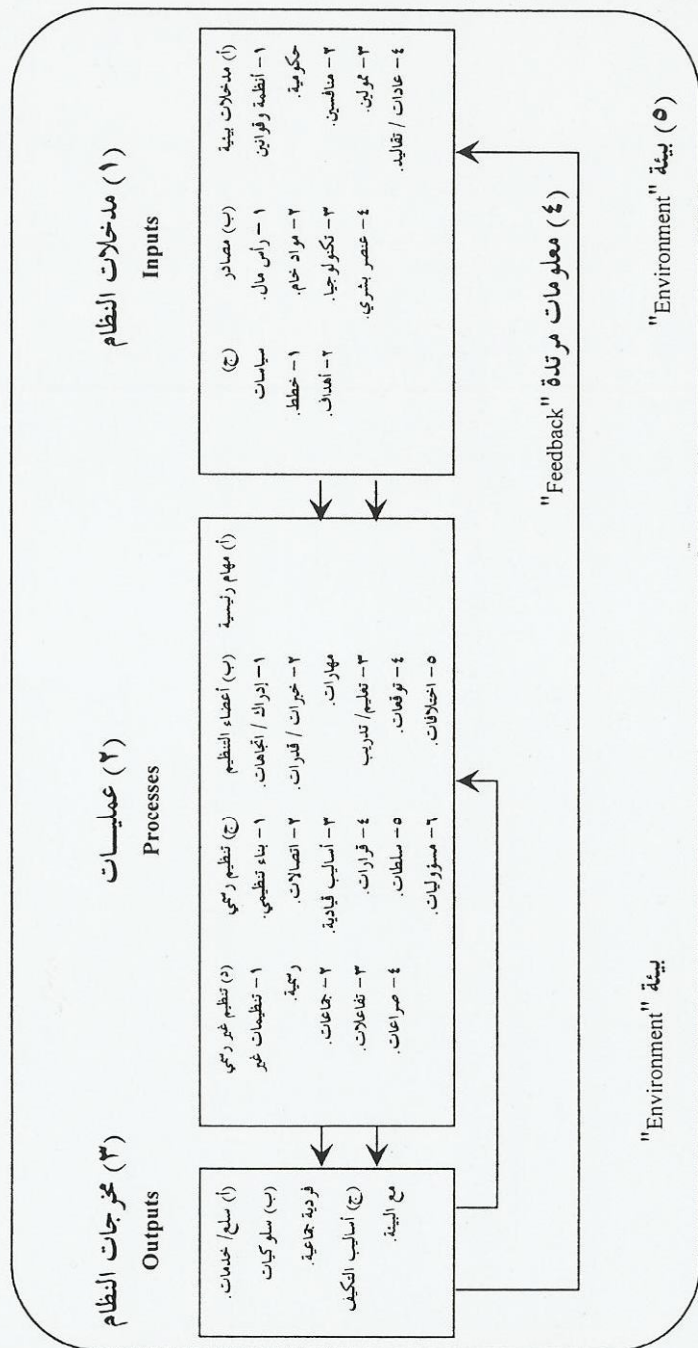 (١) مدخلات النظام
Inputs
(أ) مدخلات بيئية
١- أنظمة وقوانين
حكومية.
٢- منافسين.
٣- ممولين.
٤- عادات / تقاليد.
(ب) مصادر
١- رأس مال.
٢- مواد خام.
٣- تكنولوجيا.
٤- عنصر بشري.
(ج)
سياسات
١- خطط.
٢- أهداف.
(٢) عمليات
Processes
(أ) مهام رئيسية
(ب) أعضاء التنظيم
١- إدراك / اتجاهات.
٢- خبرات / قدرات
مهارات.
٣- تعليم/ تدريب
٤- توقعات.
٥- اختلافات.
(ج) تنظيم رسمي
١- بناء تنظيمي.
٢- اتصالات.
٣- أساليب قيادية.
٤- قرارات.
٥- سلطات.
٦- مسؤوليات.
(د) تنظيم غير رسمي
١- تنظيمات غير
رسمية.
٢- جماعات.
٣- تفاعلات.
٤- صراعات.
(٣) مخرجات النظام
Outputs
(أ) سلع/ خدمات.
(ب) سلوكيات
فردية جماعية.
(ج) أساليب التكيف
مع البيئة.
(٤) معلومات مرتدة "Feedback"
(٥) بيئة "Environment"
بيئة "Environment"